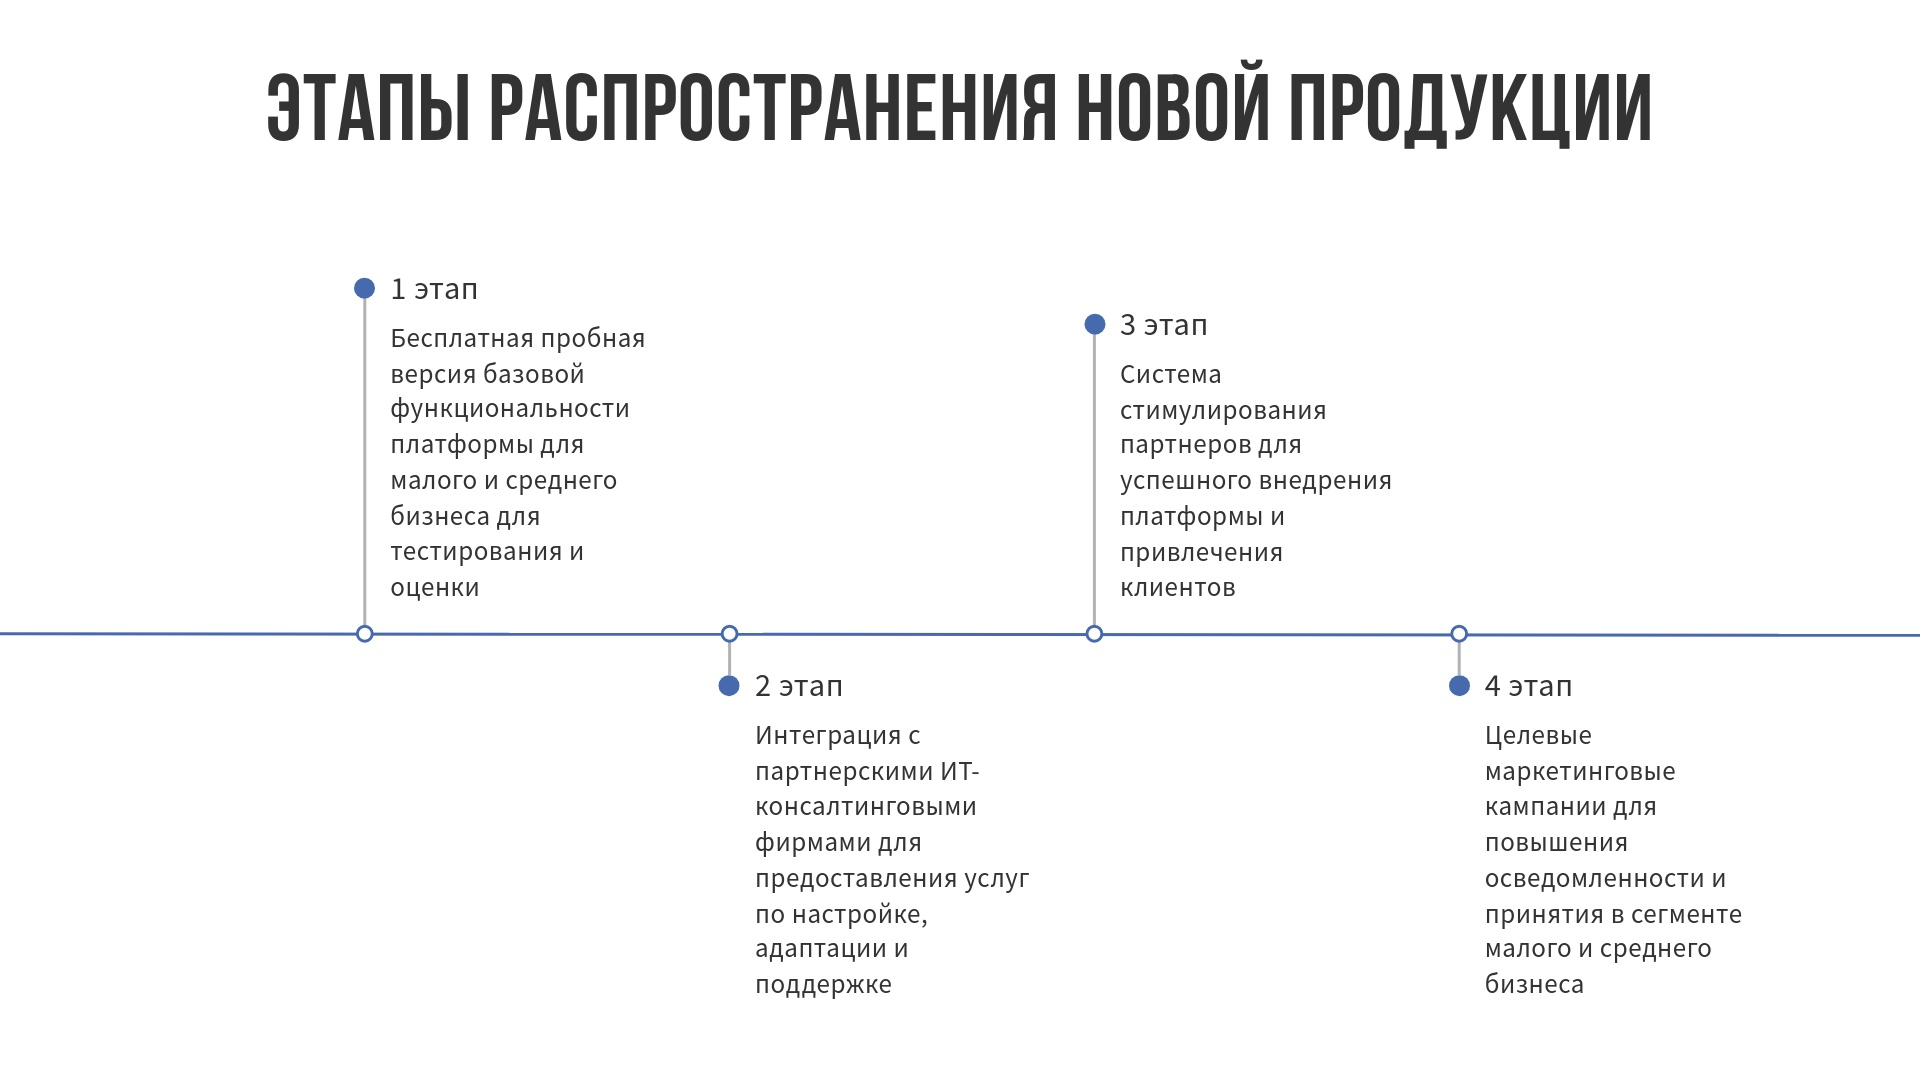 ЭТАПЫ РАСПРОСТРАНЕНИЯ НОВОЙ ПРОДУКЦИИ
1 этап
Бесплатная пробная
версия базовой
функциональности
платформы для
малого и среднего
бизнеса для
тестирования и
оценки
2 этап
Интеграция с
партнерскими ИТ-
консалтинговыми
фирмами для
предоставления услуг
по настройке,
адаптации и
поддержке
3 этап
Система
стимулирования
партнеров для
успешного внедрения
платформы и
привлечения
клиентов
4 этап
Целевые
маркетинговые
кампании для
повышения
осведомленности и
принятия в сегменте
малого и среднего
бизнеса